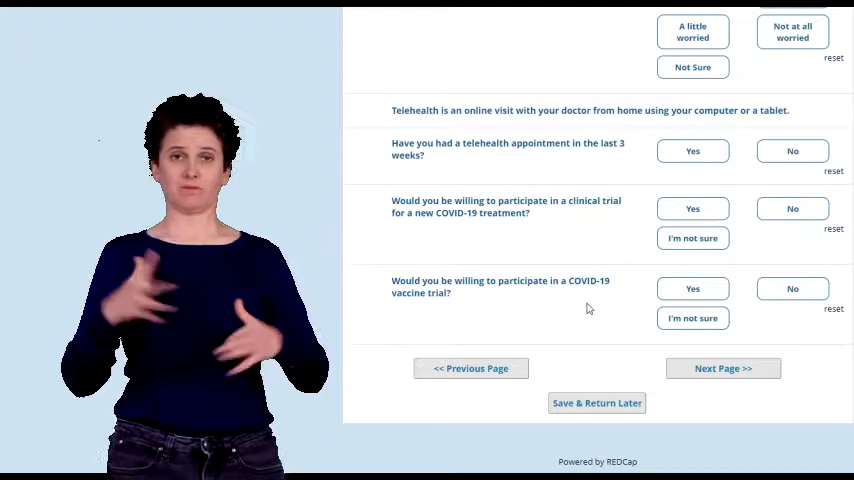 A little
worried
Not at all
worried
reset
Not Sure
Telehealth is an online visit with your doctor from home using your computer or a tablet.
Have you had a telehealth appointment in the last 3
weeks?
Yes
No
reset
Would you be willing to participate in a clinical trial
for a new COVID-19 treatment?
Yes
No
reset
I'm not sure
Would you be willing to participate in a COVID-19
vaccine trial?
Yes
No
reset
I'm not sure
<< Previous Page
Next Page >>
Save & Return Later
Powered by REDCap